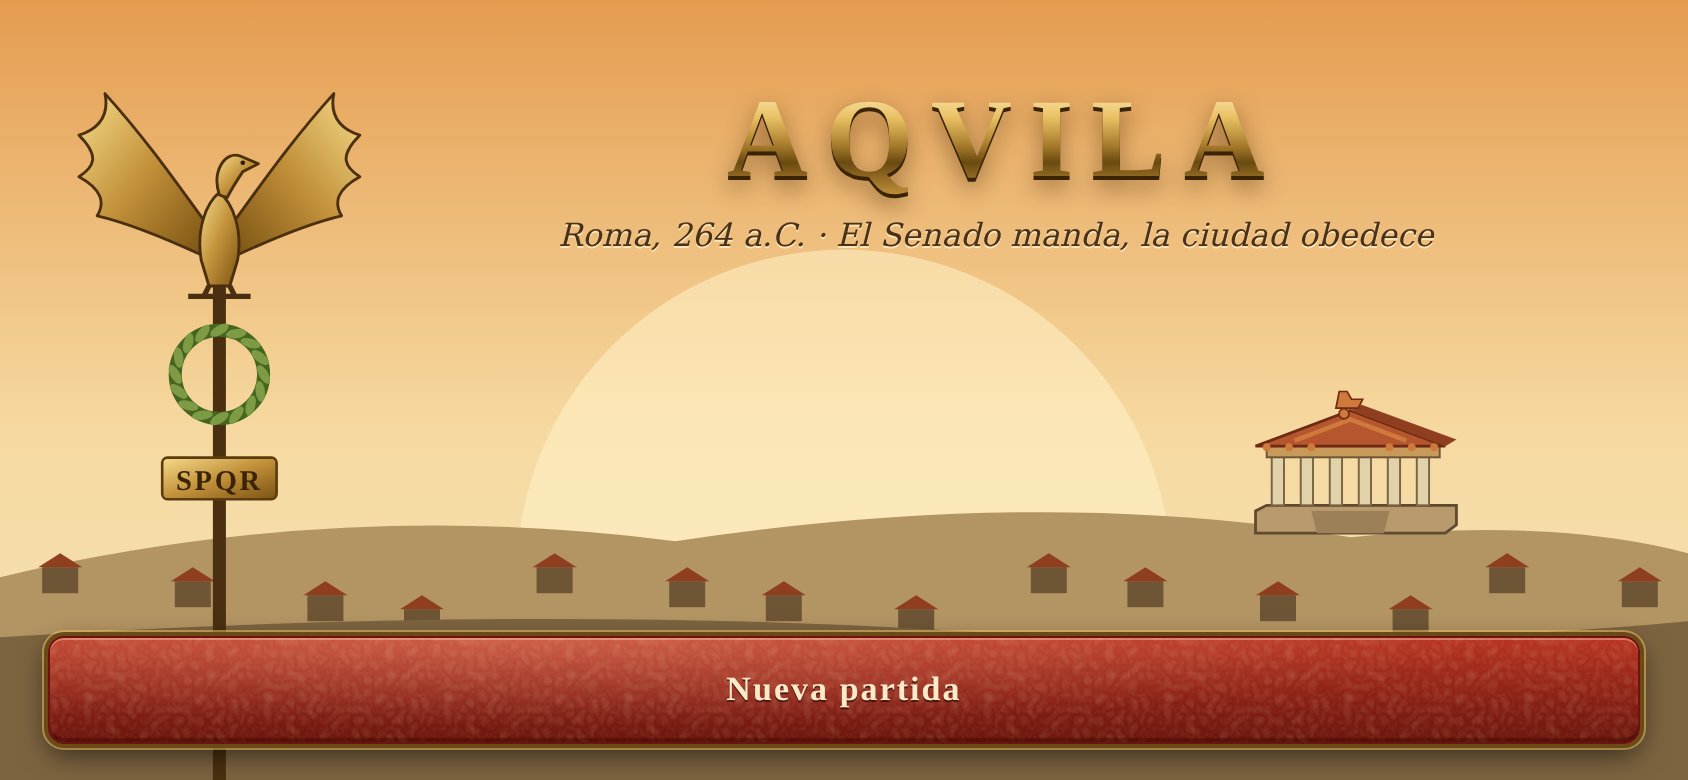 AQVILA
Roma, 264 a.C. · El Senado manda, la ciudad obedece
SPQR
Nueva partida